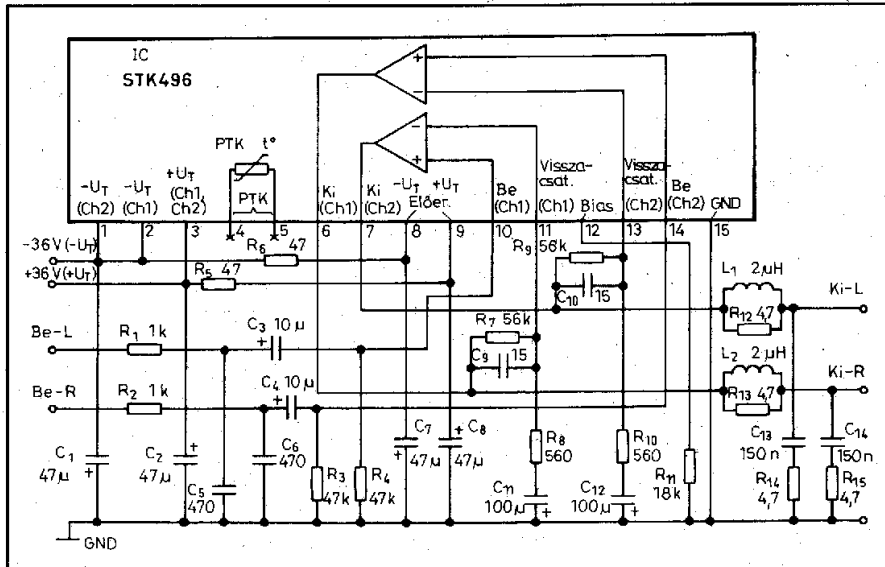 IC
STK496
+
−
−
+
PTK
t°
PTK
−U_T (Ch2)
−U_T (Ch1)
+U_T (Ch1, Ch2)
Ki (Ch1)
Ki (Ch2)
−U_T
+U_T
Előer.
Be (Ch1)
Vissza-csat. (Ch1)
Bias
Vissza-csat. (Ch2)
Be (Ch2)
GND
1 2 3 4 5 6 7 8 9 10 11 12 13 14 15
−36V(−U_T)
+36V(+U_T)
R6
47
R5 47
R9
56k
C10
15
Be-L
R1 1k
C3 10µ
+
R7 56k
C9
15
Be-R
R2 1k
C4 10µ
+
L1 2µH
R12 4,7
Ki-L
L2 2µH
R13 4,7
Ki-R
C1
47µ
+
C2
47µ
+
C5
470
C6
470
R3
47k
R4
47k
C7
47µ
+
C8
47µ
+
R8
560
C11
100µ
+
R10
560
C12
100µ
+
R11
18k
C13
150n
R14
4,7
C14
150n
R15
4,7
GND